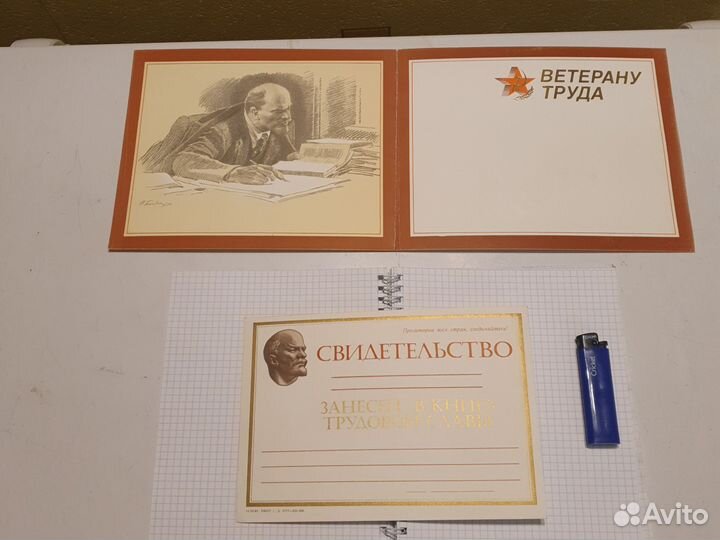 ВЕТЕРАНУ
ТРУДА
Пролетарии всех стран, соединяйтесь!
СВИДЕТЕЛЬСТВО
ЗАНЕСЕН В КНИГУ
ТРУДОВОЙ СЛАВЫ
Cricket
Avito